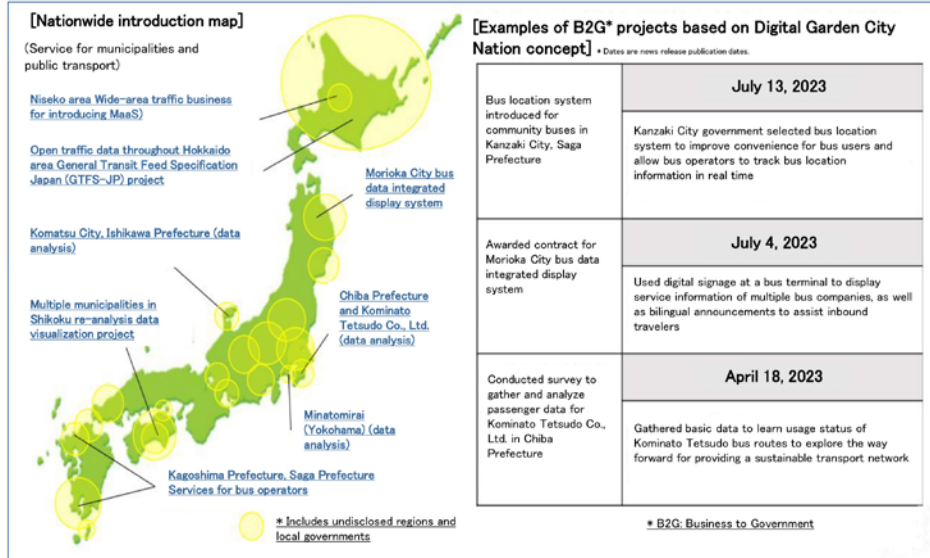 [Nationwide introduction map]
(Service for municipalities and
public transport)
Niseko area Wide-area traffic business
for introducing MaaS)
Open traffic data throughout Hokkaido
area General Transit Feed Specification
Japan (GTFS-JP) project
Morioka City bus
data integrated
display system
Komatsu City, Ishikawa Prefecture (data
analysis)
Multiple municipalities in
Shikoku re-analysis data
visualization project
Chiba Prefecture
and Kominato
Tetsudo Co., Ltd.
(data analysis)
Minatomirai
(Yokohama) (data
analysis)
Kagoshima Prefecture, Saga Prefecture
Services for bus operators
* Includes undisclosed regions and
local governments
[Examples of B2G* projects based on Digital Garden City
Nation concept] * Dates are news release publication dates.
Bus location system
introduced for
community buses in
Kanzaki City, Saga
Prefecture
July 13, 2023
Kanzaki City government selected bus location
system to improve convenience for bus users and
allow bus operators to track bus location
information in real time
Awarded contract for
Morioka City bus data
integrated display
system
July 4, 2023
Used digital signage at a bus terminal to display
service information of multiple bus companies, as well
as bilingual announcements to assist inbound
travelers
Conducted survey to
gather and analyze
passenger data for
Kominato Tetsudo Co.,
Ltd. in Chiba
Prefecture
April 18, 2023
Gathered basic data to learn usage status of
Kominato Tetsudo bus routes to explore the way
forward for providing a sustainable transport network
* B2G: Business to Government